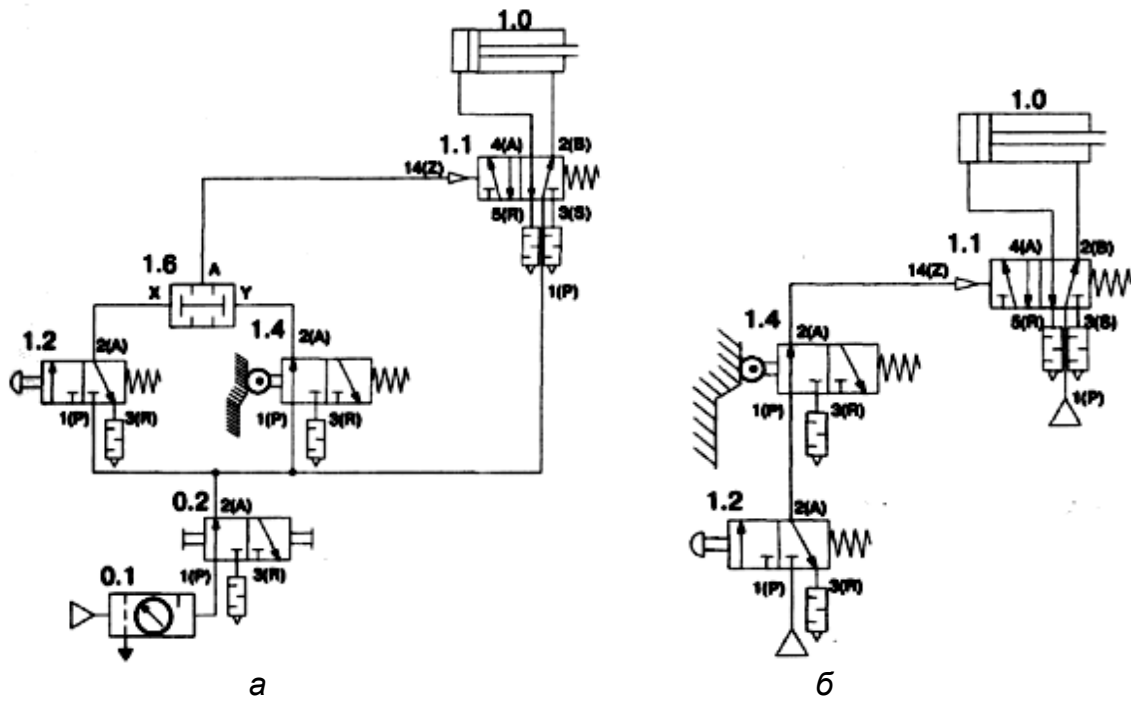 1.0
1.1
4(A)
2(B)
14(Z)
5(R)
3(S)
1(P)
1.6
A
X
Y
1.2
2(A)
1(P)
3(R)
1.4
2(A)
1(P)
3(R)
0.2
2(A)
1(P)
3(R)
0.1
а
1.0
1.1
4(A)
2(B)
14(Z)
5(R)
3(S)
1(P)
1.4
2(A)
1(P)
3(R)
1.2
2(A)
1(P)
3(R)
б